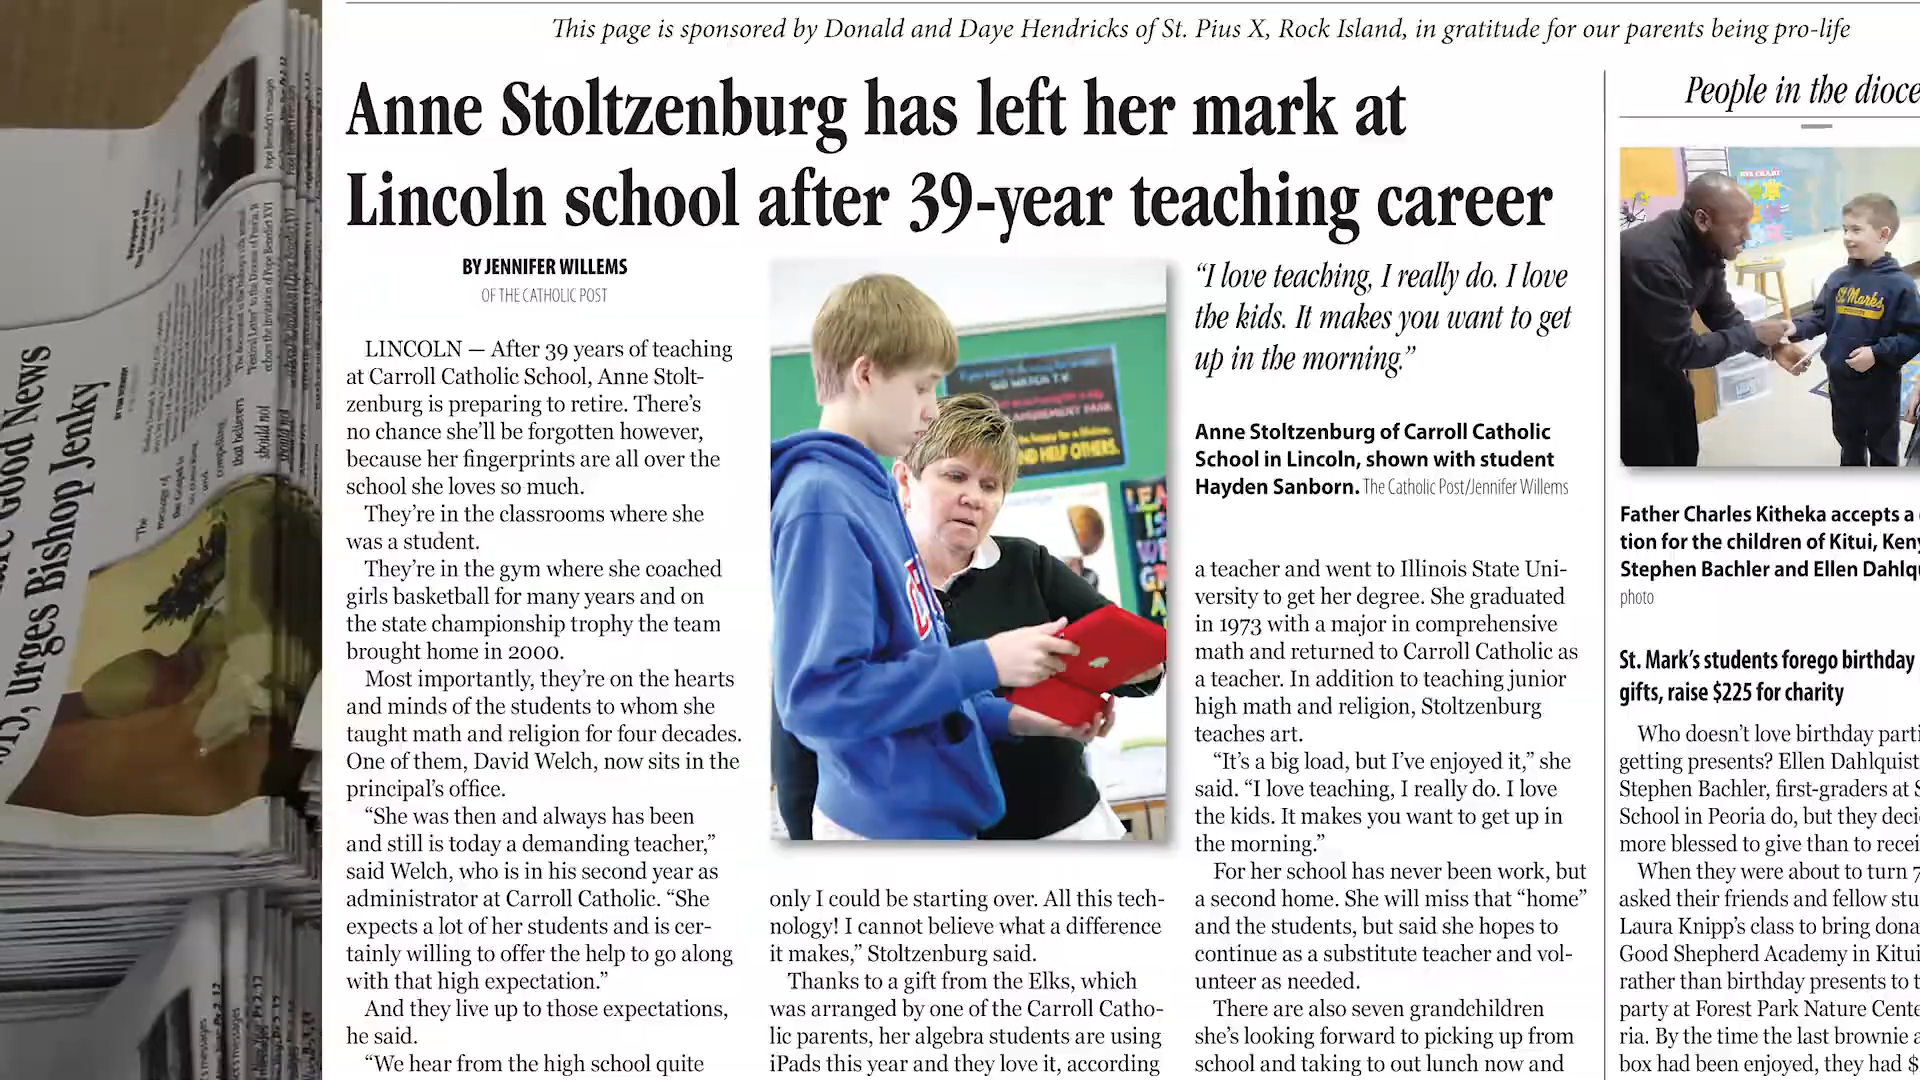 This page is sponsored by Donald and Daye Hendricks of St. Pius X, Rock Island, in gratitude for our parents being pro-life
Anne Stoltzenburg has left her mark at
Lincoln school after 39-year teaching career
BY JENNIFER WILLEMS
OF THE CATHOLIC POST
LINCOLN — After 39 years of teaching
at Carroll Catholic School, Anne Stolt-
zenburg is preparing to retire. There’s
no chance she’ll be forgotten however,
because her fingerprints are all over the
school she loves so much.
They’re in the classrooms where she
was a student.
They’re in the gym where she coached
girls basketball for many years and on
the state championship trophy the team
brought home in 2000.
Most importantly, they’re on the hearts
and minds of the students to whom she
taught math and religion for four decades.
One of them, David Welch, now sits in the
principal’s office.
“She was then and always has been
and still is today a demanding teacher,”
said Welch, who is in his second year as
administrator at Carroll Catholic. “She
expects a lot of her students and is cer-
tainly willing to offer the help to go along
with that high expectation.”
And they live up to those expectations,
he said.
“We hear from the high school quite
only I could be starting over. All this tech-
nology! I cannot believe what a difference
it makes,” Stoltzenburg said.
Thanks to a gift from the Elks, which
was arranged by one of the Carroll Catho-
lic parents, her algebra students are using
iPads this year and they love it, according
“I love teaching, I really do. I love
the kids. It makes you want to get
up in the morning.”
Anne Stoltzenburg of Carroll Catholic
School in Lincoln, shown with student
Hayden Sanborn. The Catholic Post/Jennifer Willems
a teacher and went to Illinois State Uni-
versity to get her degree. She graduated
in 1973 with a major in comprehensive
math and returned to Carroll Catholic as
a teacher. In addition to teaching junior
high math and religion, Stoltzenburg
teaches art.
“It’s a big load, but I’ve enjoyed it,” she
said. “I love teaching, I really do. I love
the kids. It makes you want to get up in
the morning.”
For her school has never been work, but
a second home. She will miss that “home”
and the students, but said she hopes to
continue as a substitute teacher and vol-
unteer as needed.
There are also seven grandchildren
she’s looking forward to picking up from
school and taking to out lunch now and
People in the dioce
St. Marks
Father Charles Kitheka accepts a
tion for the children of Kitui, Keny
Stephen Bachler and Ellen Dahlqu
photo
St. Mark’s students forego birthday
gifts, raise $225 for charity
Who doesn’t love birthday parti
getting presents? Ellen Dahlquist
Stephen Bachler, first-graders at S
School in Peoria do, but they deci
more blessed to give than to recei
When they were about to turn 7
asked their friends and fellow stu
Laura Knipp’s class to bring dona
Good Shepherd Academy in Kitui
rather than birthday presents to t
party at Forest Park Nature Cente
ria. By the time the last brownie a
box had been enjoyed, they had $
Good News
urges Bishop Jenky
AND HELP OTHERS.